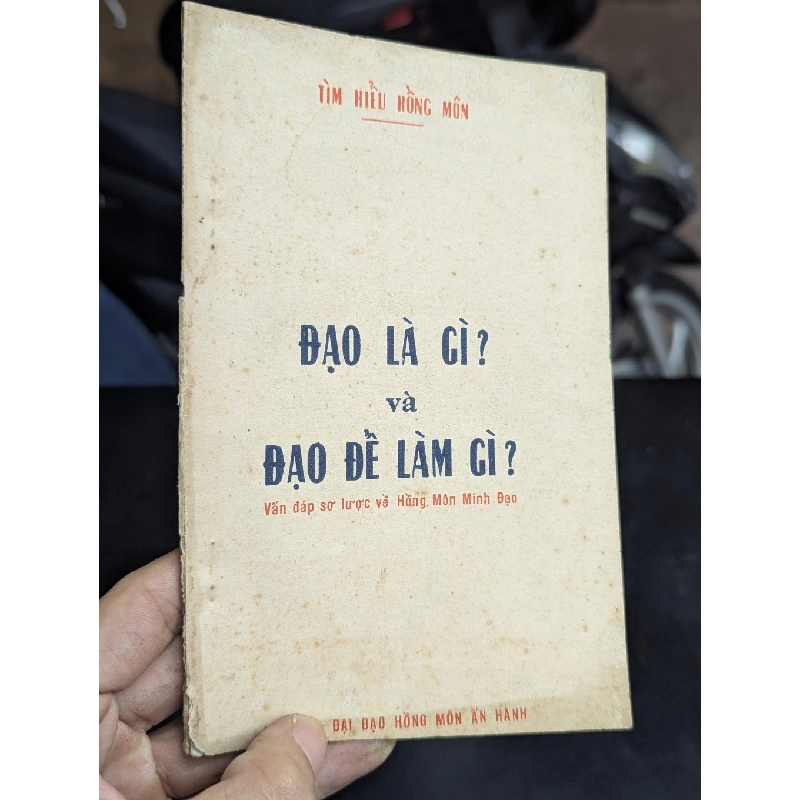 TÌM HIỂU HỒNG MÔN
ĐẠO LÀ GÌ?
và
ĐẠO ĐỂ LÀM GÌ?
Vấn đáp sơ lược về Hồng Môn Minh Đạo
ĐẠI ĐẠO HỒNG MÔN ẤN HÀNH